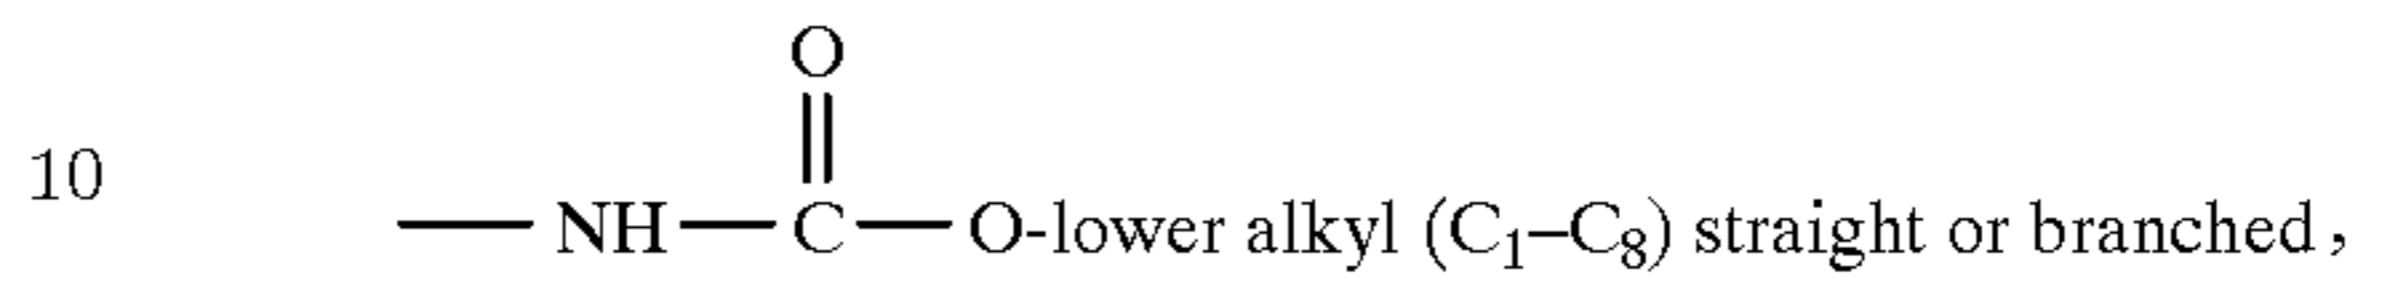 O
10
—NH—C—O-lower alkyl (C₁–C₈) straight or branched,